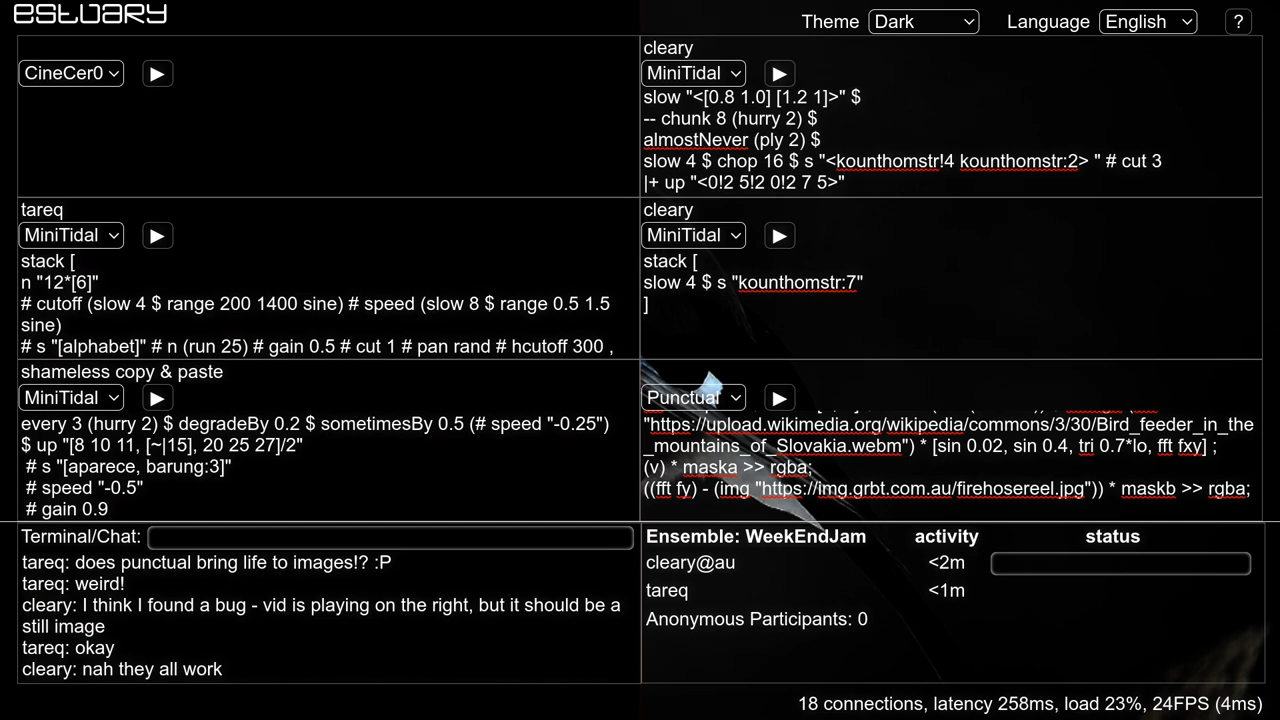 estuary
Theme Dark Language English ?
CineCer0 ▶
cleary
MiniTidal ▶
slow "<[0.8 1.0] [1.2 1]>" $
-- chunk 8 (hurry 2) $
almostNever (ply 2) $
slow 4 $ chop 16 $ s "<kounthomstr!4 kounthomstr:2> " # cut 3
|+ up "<0!2 5!2 0!2 7 5>"
tareq
MiniTidal ▶
stack [
n "12*[6]"
# cutoff (slow 4 $ range 200 1400 sine) # speed (slow 8 $ range 0.5 1.5
sine)
# s "[alphabet]" # n (run 25) # gain 0.5 # cut 1 # pan rand # hcutoff 300 ,
cleary
MiniTidal ▶
stack [
slow 4 $ s "kounthomstr:7"
]
shameless copy & paste
MiniTidal ▶
every 3 (hurry 2) $ degradeBy 0.2 $ sometimesBy 0.5 (# speed "-0.25")
$ up "[8 10 11, [~|15], 20 25 27]/2"
# s "[aparece, barung:3]"
# speed "-0.5"
# gain 0.9
Punctual ▶
"https://upload.wikimedia.org/wikipedia/commons/3/30/Bird_feeder_in_the
_mountains_of_Slovakia.webm") * [sin 0.02, sin 0.4, tri 0.7*lo, fft fxy] ;
(v) * maska >> rgba;
((fft fy) - (img "https://img.grbt.com.au/firehosereel.jpg")) * maskb >> rgba;
Terminal/Chat:
tareq: does punctual bring life to images!? :P
tareq: weird!
cleary: I think I found a bug - vid is playing on the right, but it should be a
still image
tareq: okay
cleary: nah they all work
Ensemble: WeekEndJam activity status
cleary@au <2m
tareq <1m
Anonymous Participants: 0
18 connections, latency 258ms, load 23%, 24FPS (4ms)